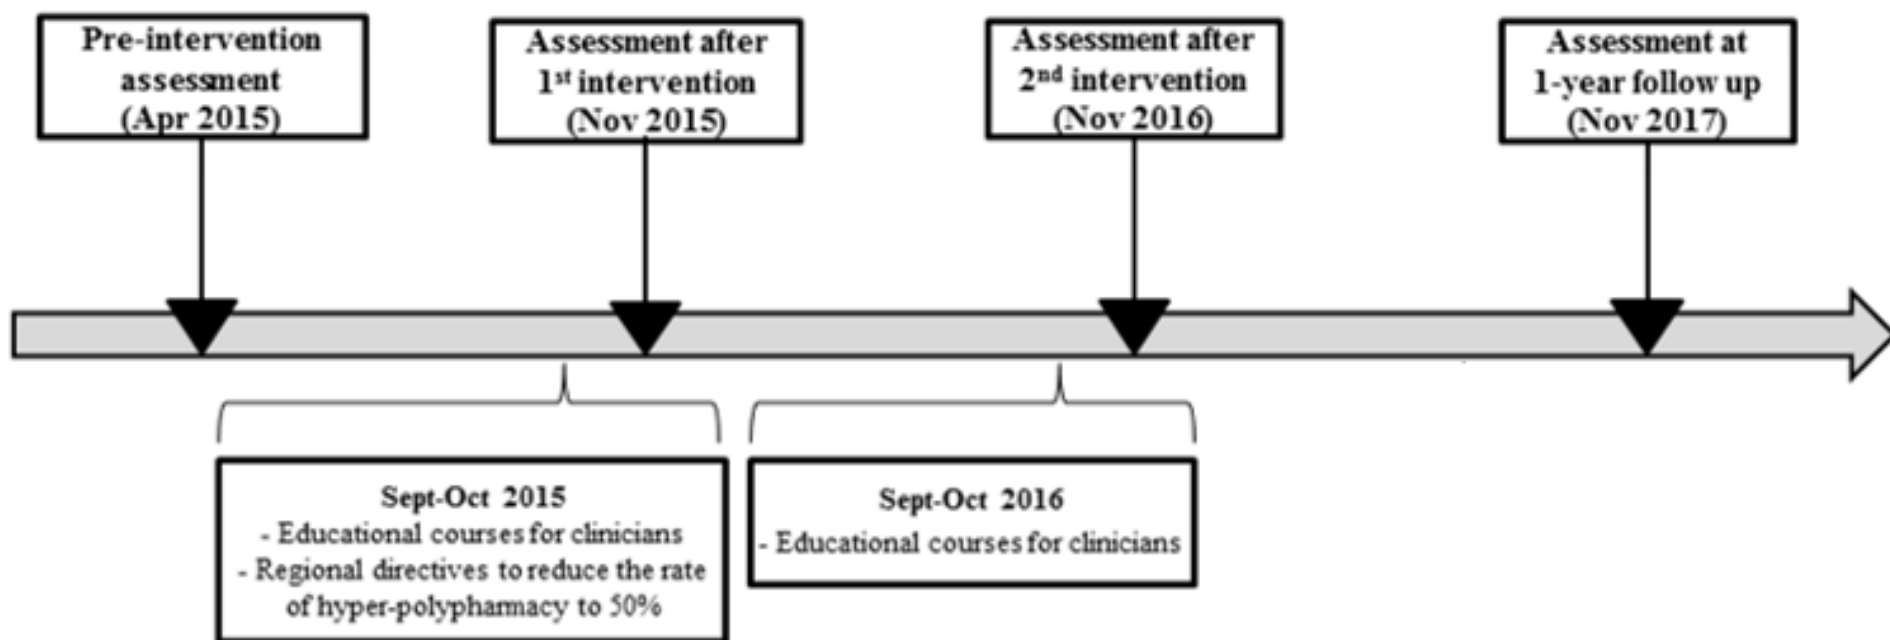 Pre-intervention
assessment
(Apr 2015)
Assessment after
1st intervention
(Nov 2015)
Assessment after
2nd intervention
(Nov 2016)
Assessment at
1-year follow up
(Nov 2017)
Sept-Oct 2015
- Educational courses for clinicians
- Regional directives to reduce the rate
of hyper-polypharmacy to 50%
Sept-Oct 2016
- Educational courses for clinicians